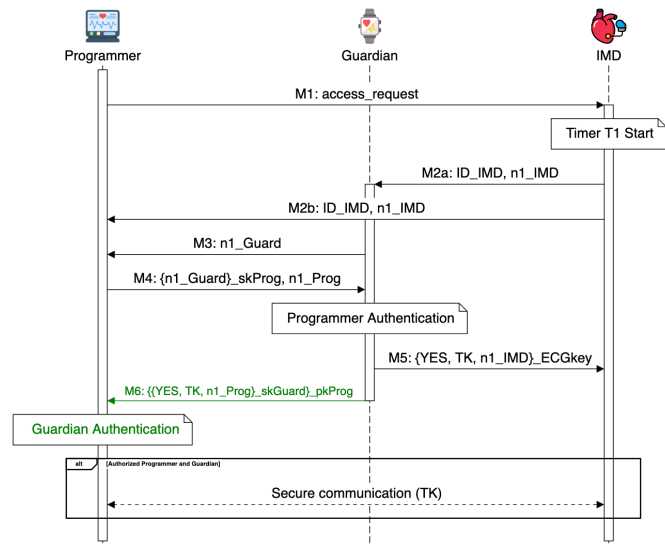 Programmer
Guardian
IMD
M1: access_request
Timer T1 Start
M2a: ID_IMD, n1_IMD
M2b: ID_IMD, n1_IMD
M3: n1_Guard
M4: {n1_Guard}_skProg, n1_Prog
Programmer Authentication
M5: {YES, TK, n1_IMD}_ECGkey
M6: {{YES, TK, n1_Prog}_skGuard}_pkProg
Guardian Authentication
alt [Authorized Programmer and Guardian]
Secure communication (TK)